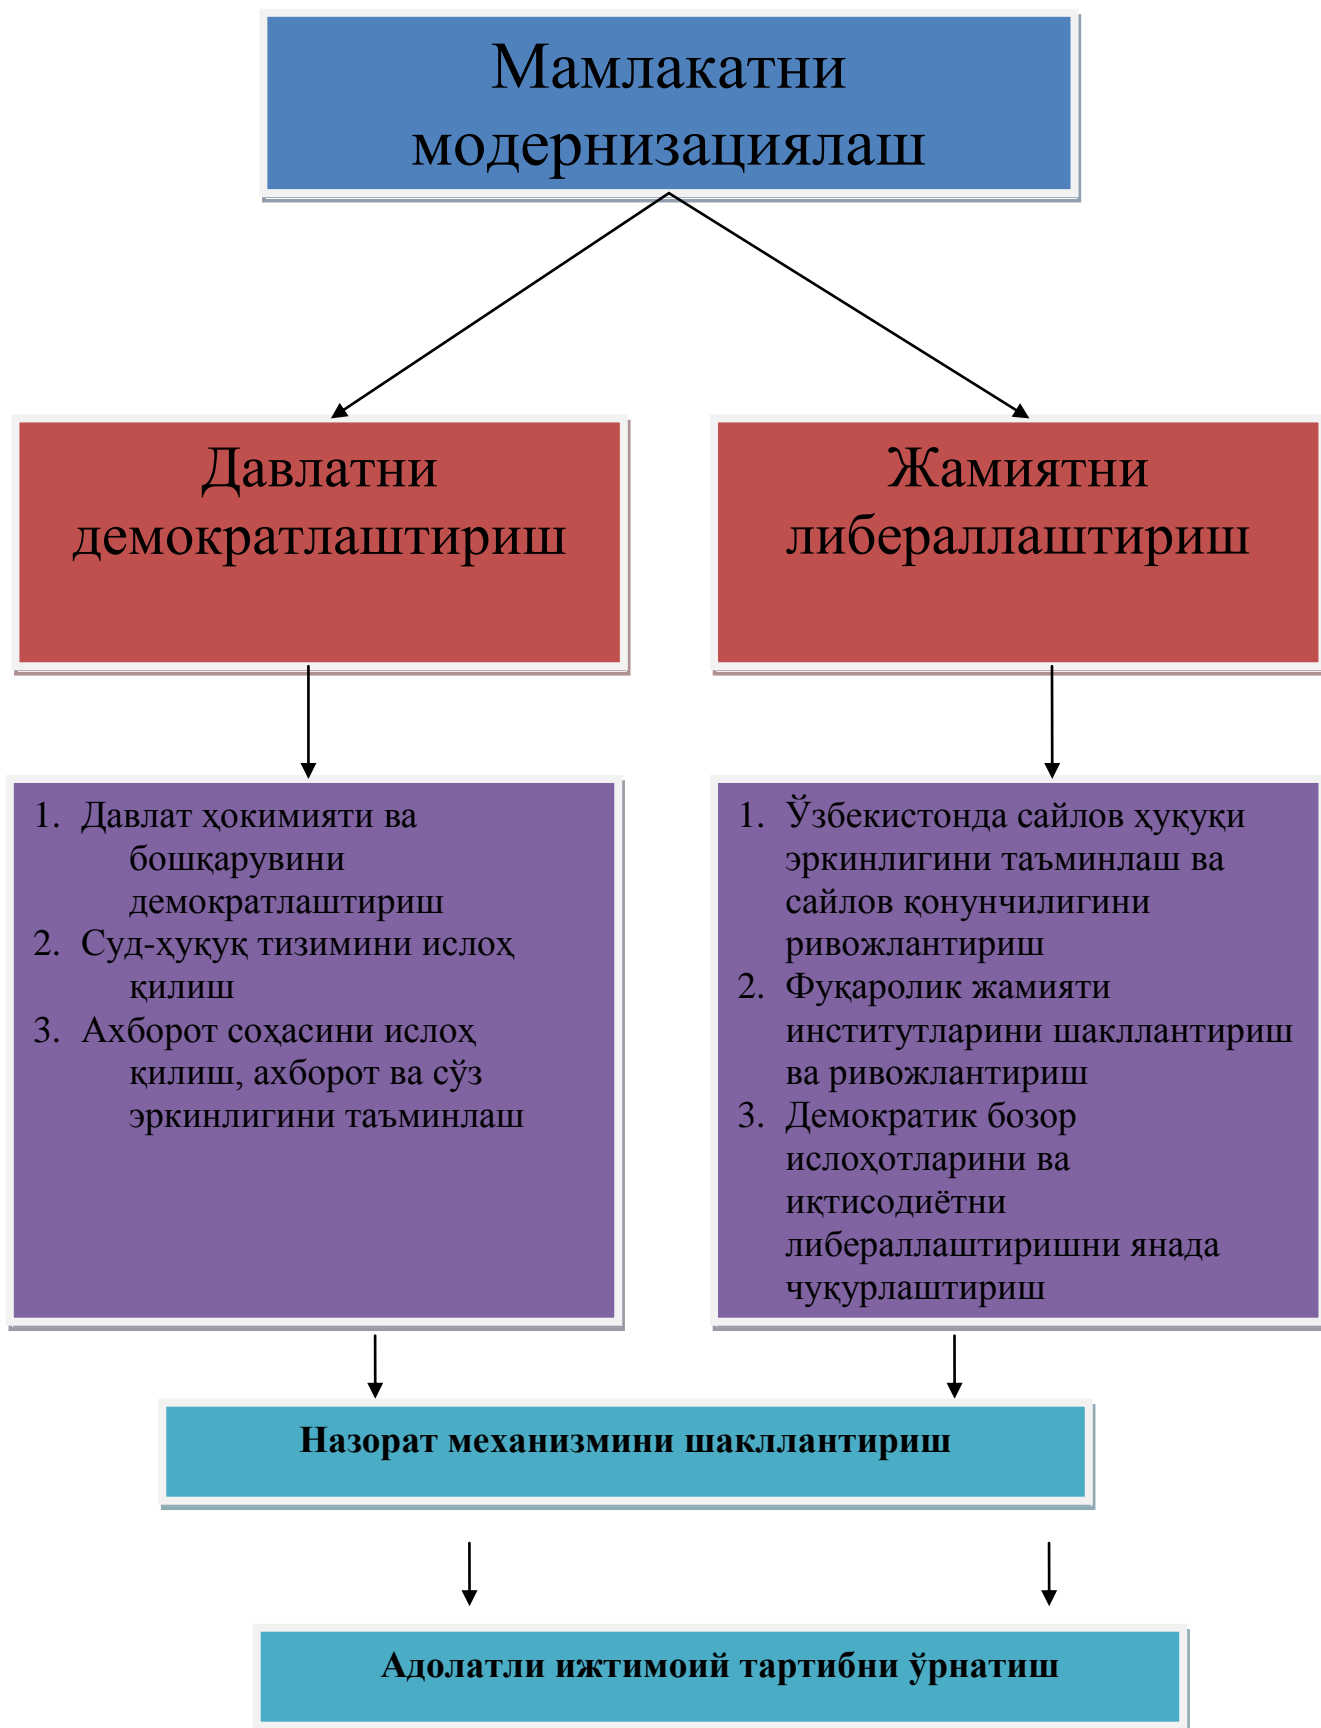 Мамлакатни
модернизациялаш
Давлатни
демократлаштириш
Жамиятни
либераллаштириш
1. Давлат ҳокимияти ва
бошқарувини
демократлаштириш
2. Суд-ҳуқуқ тизимини ислоҳ
қилиш
3. Ахборот соҳасини ислоҳ
қилиш, ахборот ва сўз
эркинлигини таъминлаш
1. Ўзбекистонда сайлов ҳуқуқи
эркинлигини таъминлаш ва
сайлов қонунчилигини
ривожлантириш
2. Фуқаролик жамияти
институтларини шакллантириш
ва ривожлантириш
3. Демократик бозор
ислоҳотларини ва
иқтисодиётни
либераллаштиришни янада
чуқурлаштириш
Назорат механизмини шакллантириш
Адолатли ижтимоий тартибни ўрнатиш